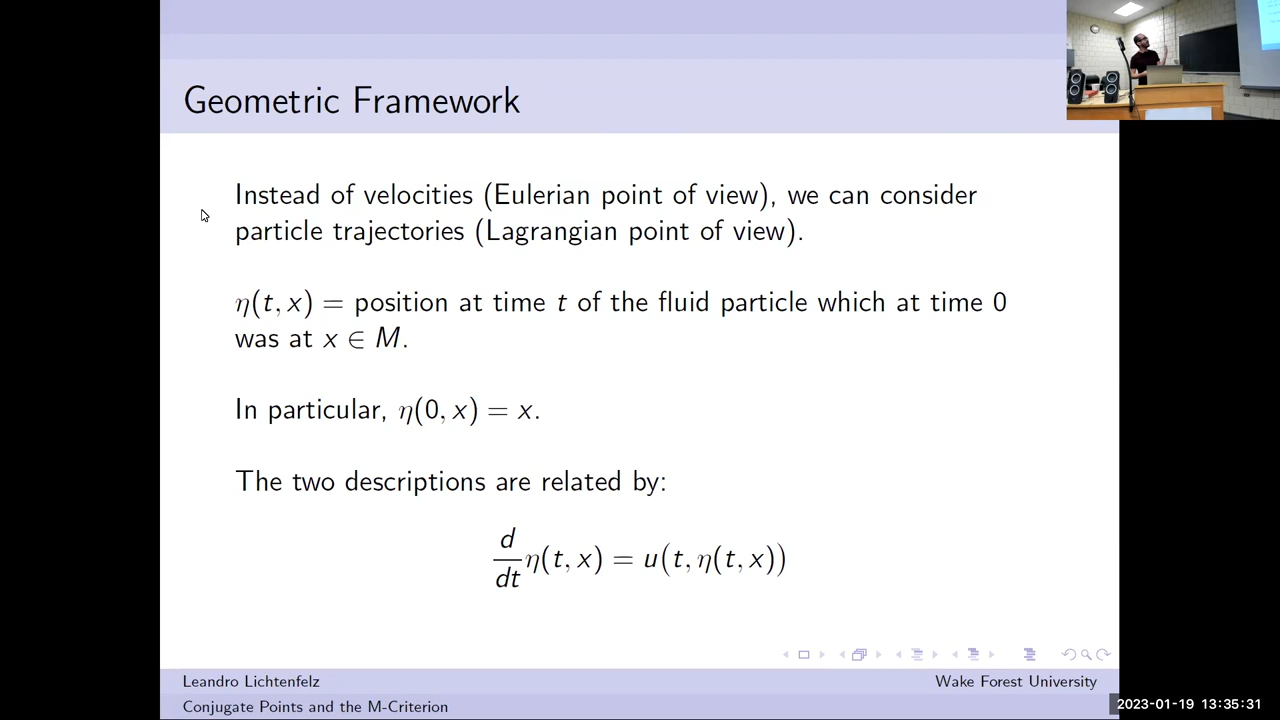 Geometric Framework
Instead of velocities (Eulerian point of view), we can consider
particle trajectories (Lagrangian point of view).
η(t, x) = position at time t of the fluid particle which at time 0
was at x ∈ M.
In particular, η(0, x) = x.
The two descriptions are related by:
d/dt η(t, x) = u(t, η(t, x))
Leandro Lichtenfelz
Wake Forest University
Conjugate Points and the M-Criterion
2023-01-19 13:35:31